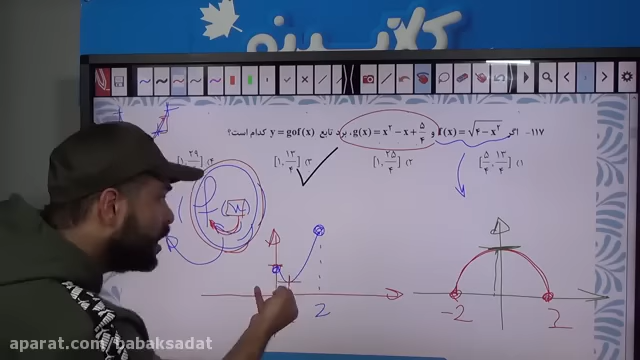 کلاتیزنو
۱۱۷- اگر f(x) = √(۴ − x²) و g(x) = x² − x + ۵/۴، برد تابع y = gof(x) کدام است؟
۱) [۵/۴, ۱۳/۴]
۲) [۱, ۲۵/۴]
۳) [۱, ۱۳/۴]
۴) [۱, ۲۹/۴]
2
-2
2
aparat.com/babaksadat